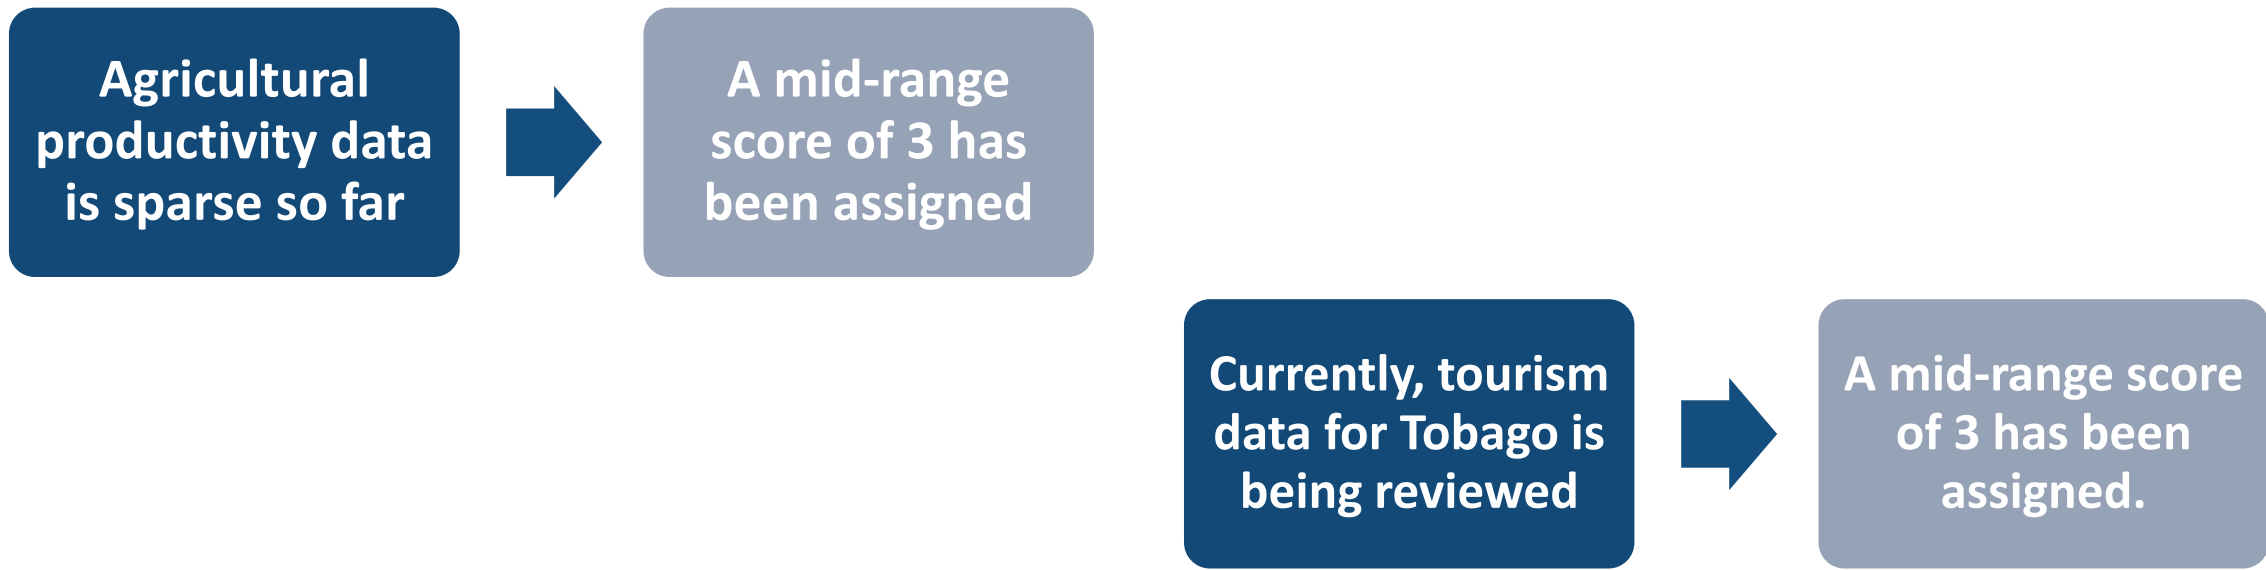 Agricultural
productivity data
is sparse so far
A mid-range
score of 3 has
been assigned
Currently, tourism
data for Tobago is
being reviewed
A mid-range score
of 3 has been
assigned.